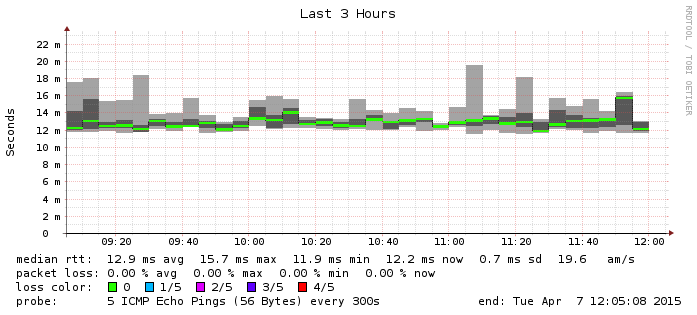 Last 3 Hours
RRDTOOL / TOBI OETIKER
Seconds
22 m
20 m
18 m
16 m
14 m
12 m
10 m
8 m
6 m
4 m
2 m
0
09:20 09:40 10:00 10:20 10:40 11:00 11:20 11:40 12:00
median rtt: 12.9 ms avg 15.7 ms max 11.9 ms min 12.2 ms now 0.7 ms sd 19.6 am/s
packet loss: 0.00 % avg 0.00 % max 0.00 % min 0.00 % now
loss color: 0 1/5 2/5 3/5 4/5
probe: 5 ICMP Echo Pings (56 Bytes) every 300s end: Tue Apr 7 12:05:08 2015